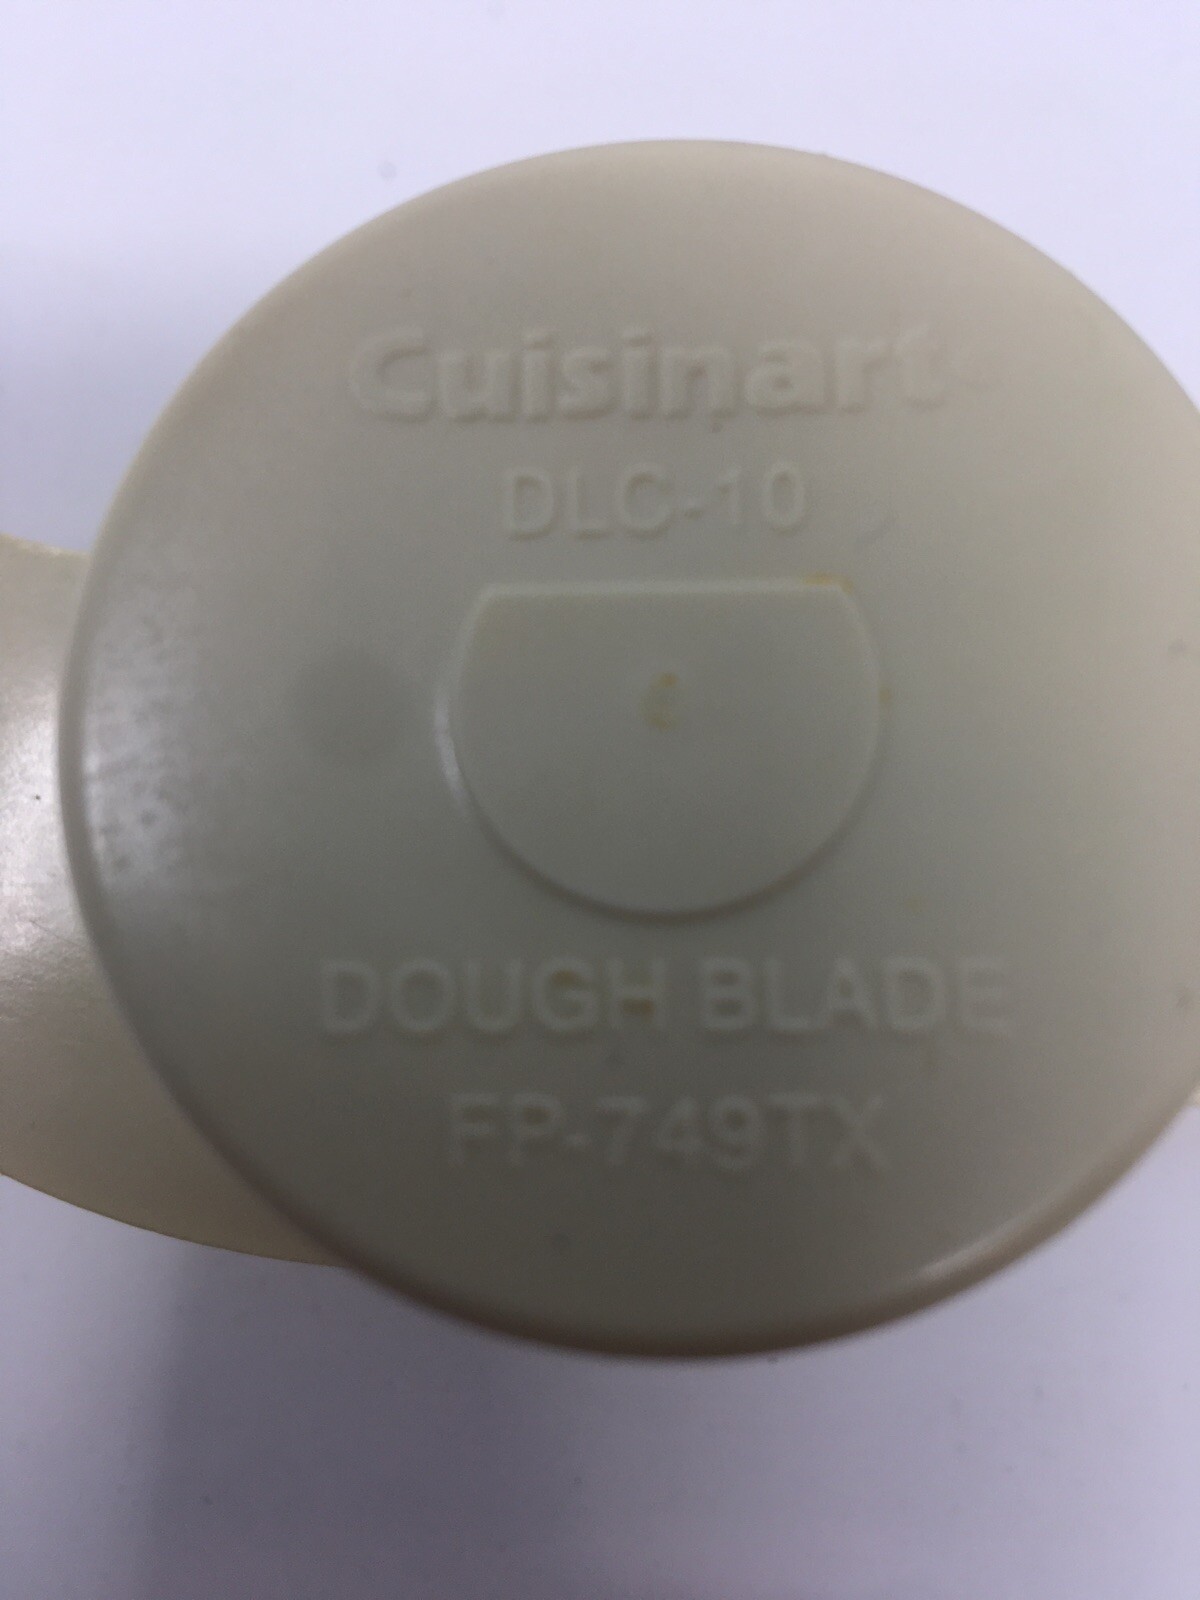 Cuisinart
DLC-10
DOUGH BLADE
FP-749TX